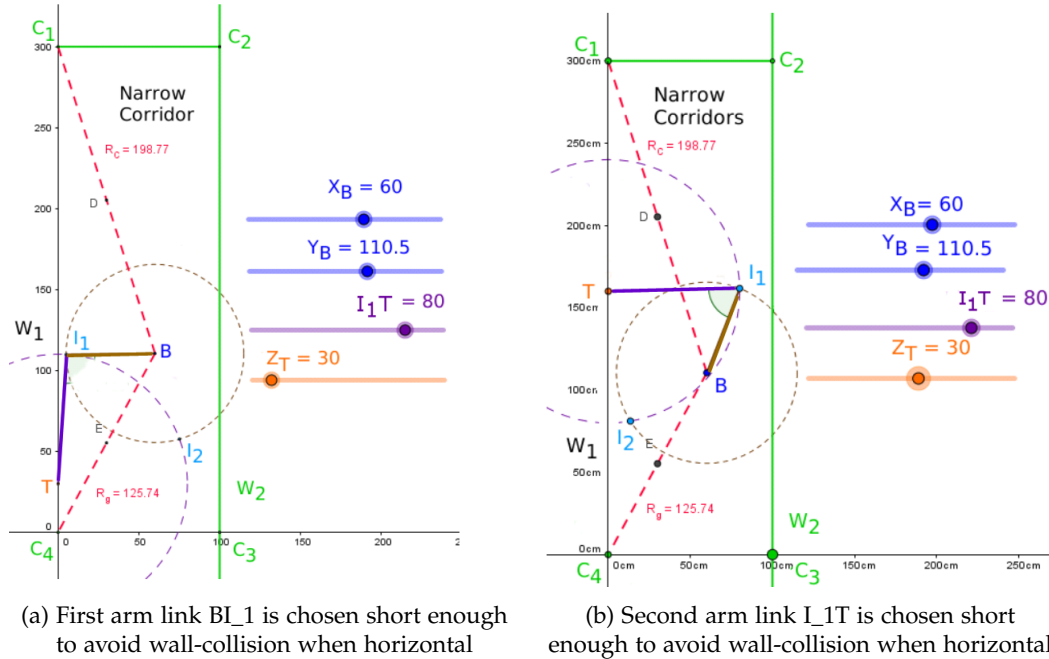 C1
C2
300
Narrow
Corridor
250
Rc = 198.77
D
200
XB = 60
YB = 110.5
150
I1T = 80
W1
I1
B
100
ZT = 30
E
I2
50
T
Rg = 125.74
W2
0
C4
0
50
100
150
200
2
C3
(a) First arm link BI_1 is chosen short enough
to avoid wall-collision when horizontal
C1
300cm
C2
Narrow
Corridors
250cm
Rc = 198.77
D
200cm
XB= 60
YB = 110.5
I1
T
150cm
I1T = 80
ZT = 30
B
100cm
I2
W1
E
50cm
Rg = 125.74
W2
0cm
C4
0cm
50cm
100cm
150cm
200cm
250cm
C3
(b) Second arm link I_1T is chosen short
enough to avoid wall-collision when horizontal